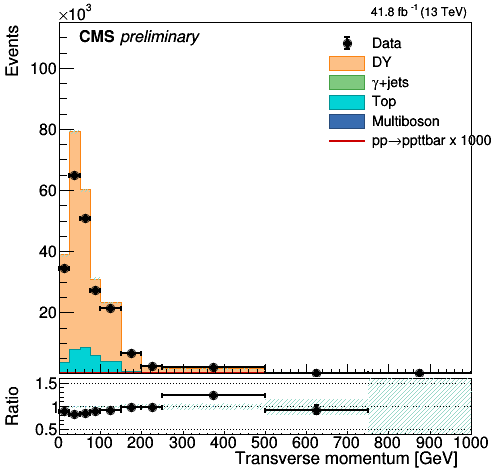 ×10³
41.8 fb⁻¹ (13 TeV)
CMS preliminary
Events
100
80
60
40
20
Data
DY
γ+jets
Top
Multiboson
pp→ppttbar x 1000
Ratio
1.5
1
0.5
0 100 200 300 400 500 600 700 800 900 1000
Transverse momentum [GeV]